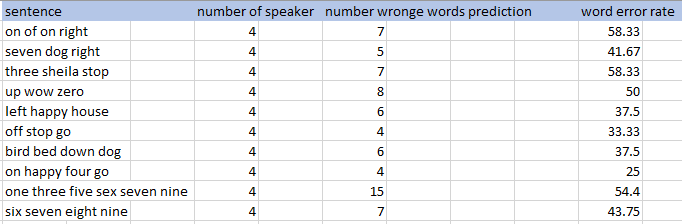 sentence number of speaker number wronge words prediction word error rate
on of on right 4 7 58.33
seven dog right 4 5 41.67
three sheila stop 4 7 58.33
up wow zero 4 8 50
left happy house 4 6 37.5
off stop go 4 4 33.33
bird bed down dog 4 6 37.5
on happy four go 4 4 25
one three five sex seven nine 4 15 54.4
six seven eight nine 4 7 43.75